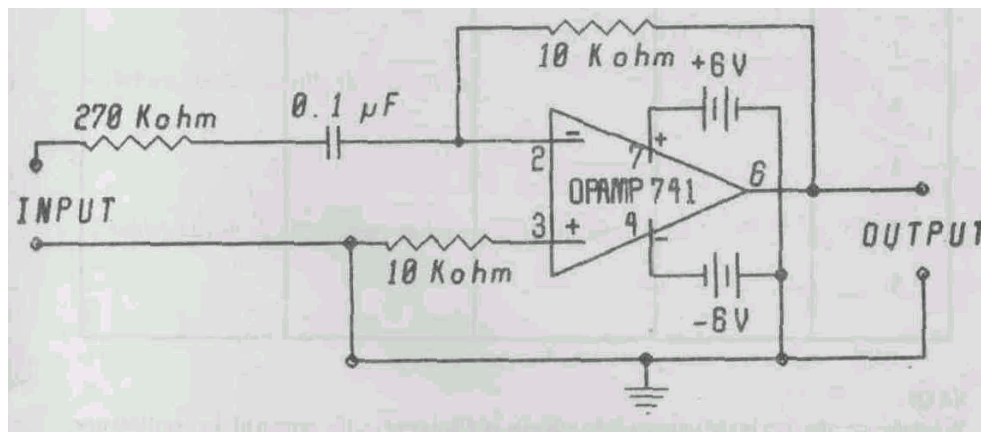 10 Kohm
+6V
0.1 µF
270 Kohm
2
-
7
+
6
OPAMP 741
INPUT
3
+
4
-
OUTPUT
10 Kohm
-6V